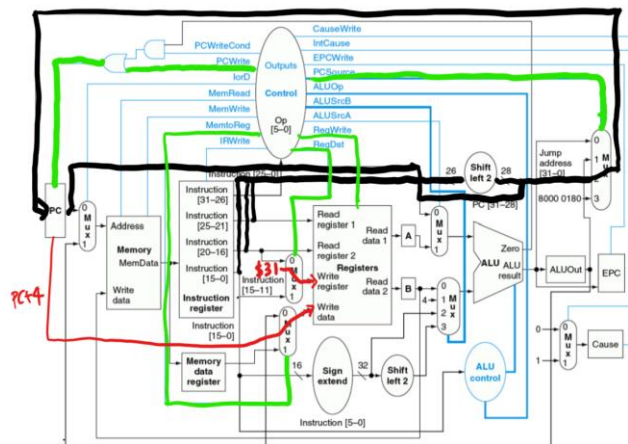 CauseWrite
IntCause
EPCWrite
PCSource
ALUOp
ALUSrcB
ALUSrcA
RegWrite
RegDst
PCWriteCond
PCWrite
IorD
MemRead
MemWrite
MemtoReg
IRWrite
Outputs
Control
Op
[5–0]
Instruction [25–0]
26
Shift
left 2
28
Jump
address
[31–0]
PC [31–28]
8000 0180
0
1
2
3
M
u
x
PC
0
M
u
x
1
Address
Memory
MemData
Write
data
Instruction
[31–26]
Instruction
[25–21]
Instruction
[20–16]
Instruction
[15–0]
Instruction
register
Instruction
[15–0]
Instruction
[15–11]
$31
0
M
u
x
1
Read
register 1
Read
register 2
Write
register
Write
data
Registers
Read
data 1
Read
data 2
A
B
4
0
M
u
x
1
0
1
M
u
2
x
3
Zero
ALU
ALU
result
ALUOut
EPC
PC+4
0
M
u
x
1
Memory
data
register
16
Sign
extend
32
Shift
left 2
ALU
control
Instruction [5–0]
0
1
0
M
u
x
1
Cause